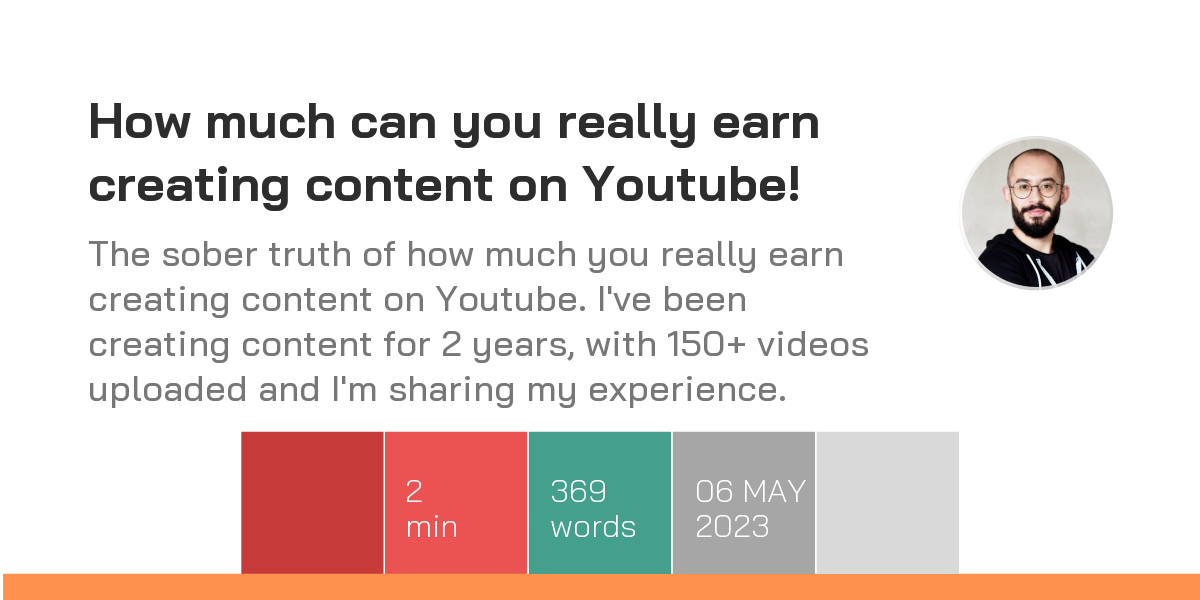 How much can you really earn
creating content on Youtube!
The sober truth of how much you really earn
creating content on Youtube. I've been
creating content for 2 years, with 150+ videos
uploaded and I'm sharing my experience.
2
min
369
words
06 MAY
2023